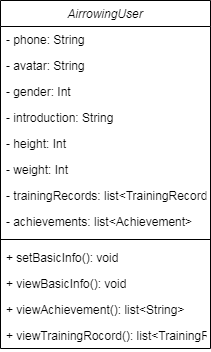 AirrowingUser
- phone: String
- avatar: String
- gender: Int
- introduction: String
- height: Int
- weight: Int
- trainingRecords: list<TrainingRecord
- achievements: list<Achievement>
+ setBasicInfo(): void
+ viewBasicInfo(): void
+ viewAchievement(): list<String>
+ viewTrainingRocord(): list<TrainingF